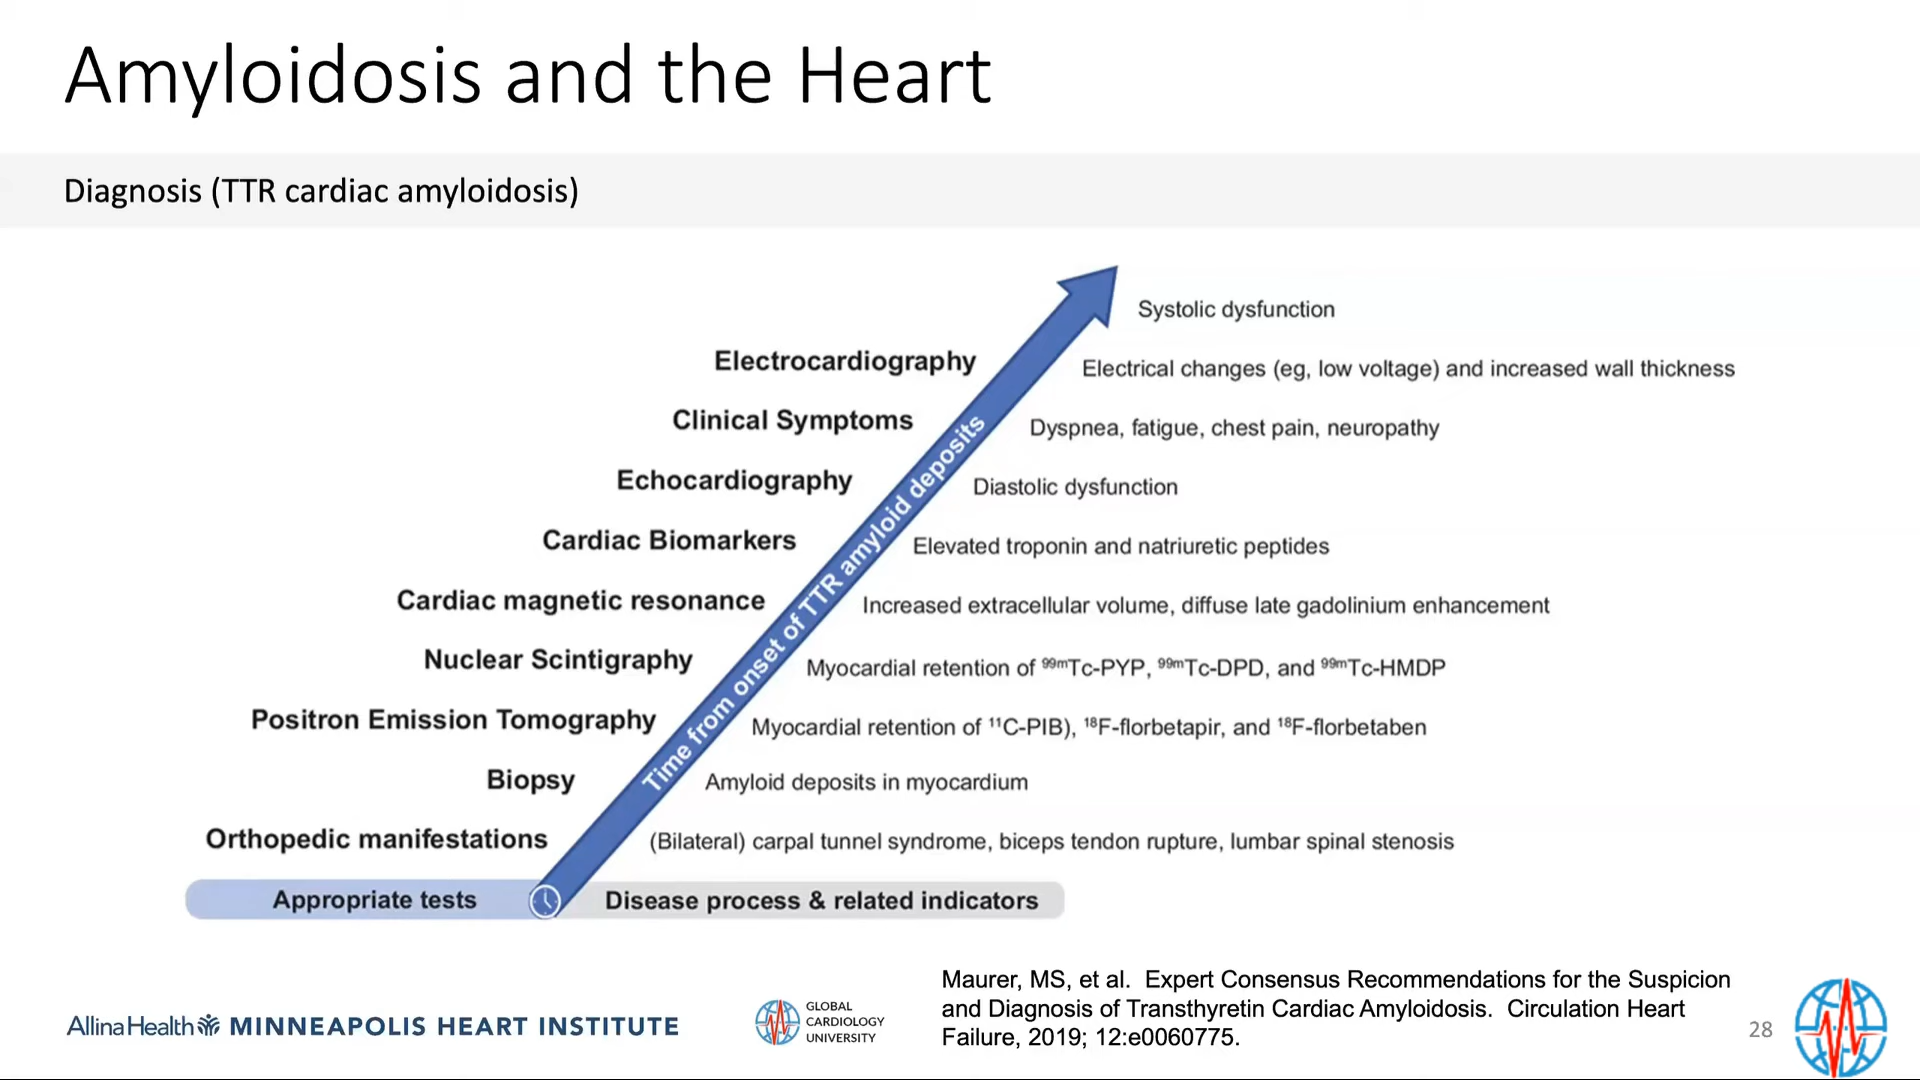 Amyloidosis and the Heart
Diagnosis (TTR cardiac amyloidosis)
Systolic dysfunction
Electrocardiography
Electrical changes (eg, low voltage) and increased wall thickness
Clinical Symptoms
Dyspnea, fatigue, chest pain, neuropathy
Echocardiography
Diastolic dysfunction
Cardiac Biomarkers
Elevated troponin and natriuretic peptides
Cardiac magnetic resonance
Increased extracellular volume, diffuse late gadolinium enhancement
Nuclear Scintigraphy
Myocardial retention of ⁹⁹ᵐTc-PYP, ⁹⁹ᵐTc-DPD, and ⁹⁹ᵐTc-HMDP
Positron Emission Tomography
Myocardial retention of ¹¹C-PIB), ¹⁸F-florbetapir, and ¹⁸F-florbetaben
Biopsy
Amyloid deposits in myocardium
Orthopedic manifestations
(Bilateral) carpal tunnel syndrome, biceps tendon rupture, lumbar spinal stenosis
Time from onset of TTR amyloid deposits
Appropriate tests
Disease process & related indicators
Allina Health MINNEAPOLIS HEART INSTITUTE
GLOBAL
CARDIOLOGY
UNIVERSITY
Maurer, MS, et al. Expert Consensus Recommendations for the Suspicion
and Diagnosis of Transthyretin Cardiac Amyloidosis. Circulation Heart
Failure, 2019; 12:e0060775.
28